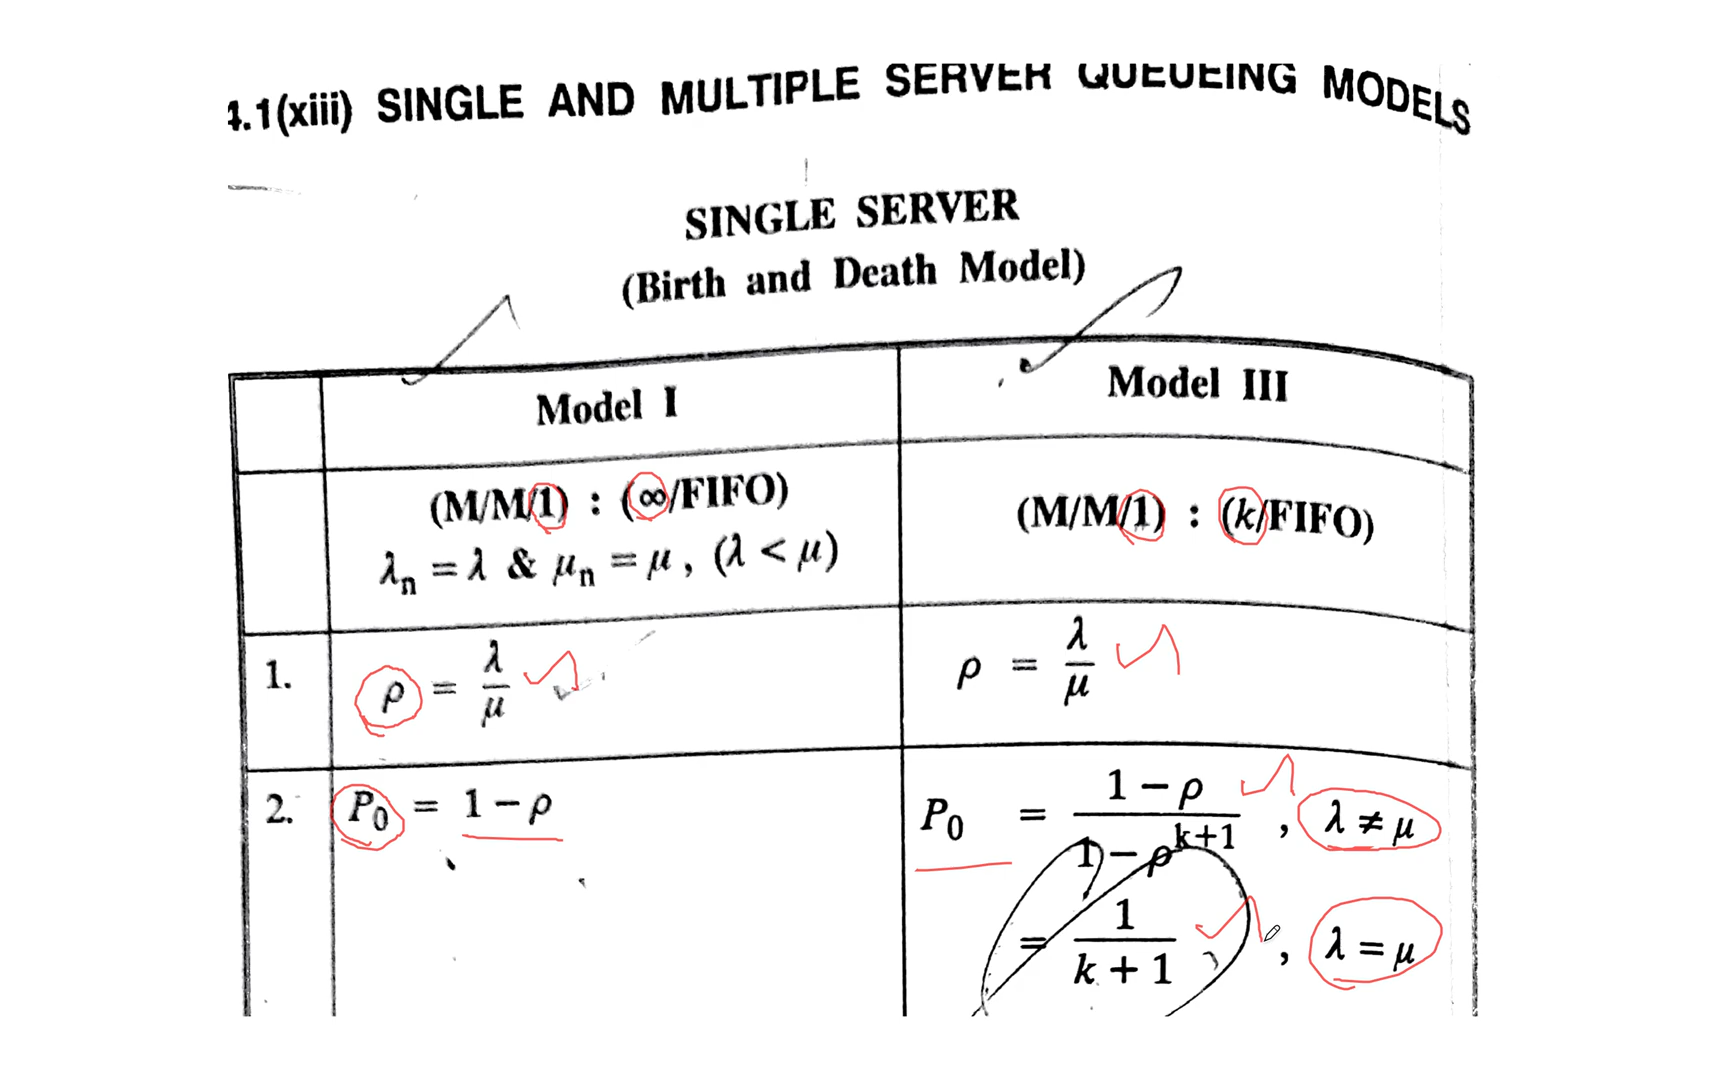 4.1(xiii) SINGLE AND MULTIPLE SERVER QUEUEING MODELS
SINGLE SERVER
(Birth and Death Model)
Model I
Model III
(M/M/1) : (∞/FIFO)
λn = λ & μn = μ, (λ < μ)
(M/M/1) : (k/FIFO)
1.
ρ = λ/μ
ρ = λ/μ
2.
P0 = 1 – ρ
P0 = (1 – ρ)/(1 – ρ^(k+1)) , λ ≠ μ
= 1/(k + 1) , λ = μ